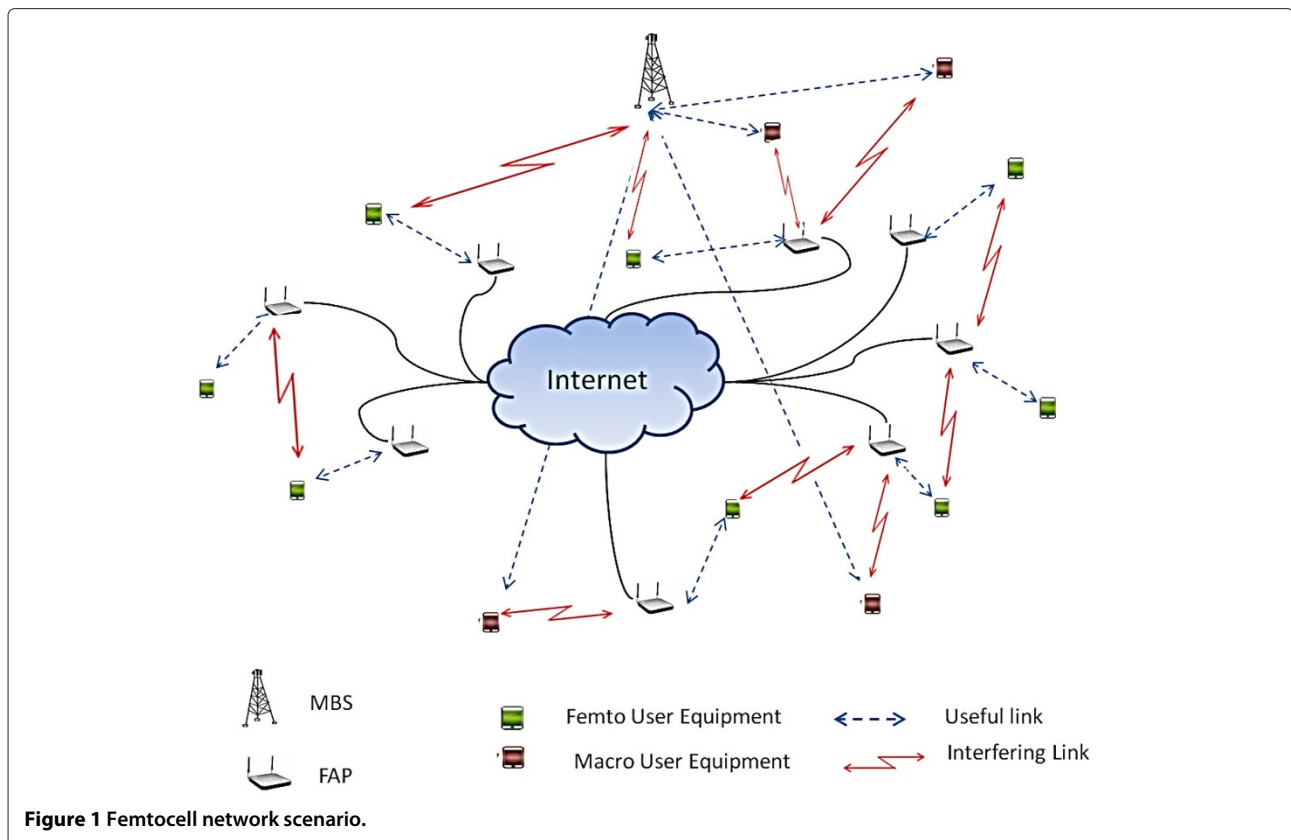 Internet
MBS
FAP
Femto User Equipment
Macro User Equipment
Useful link
Interfering Link
Figure 1 Femtocell network scenario.